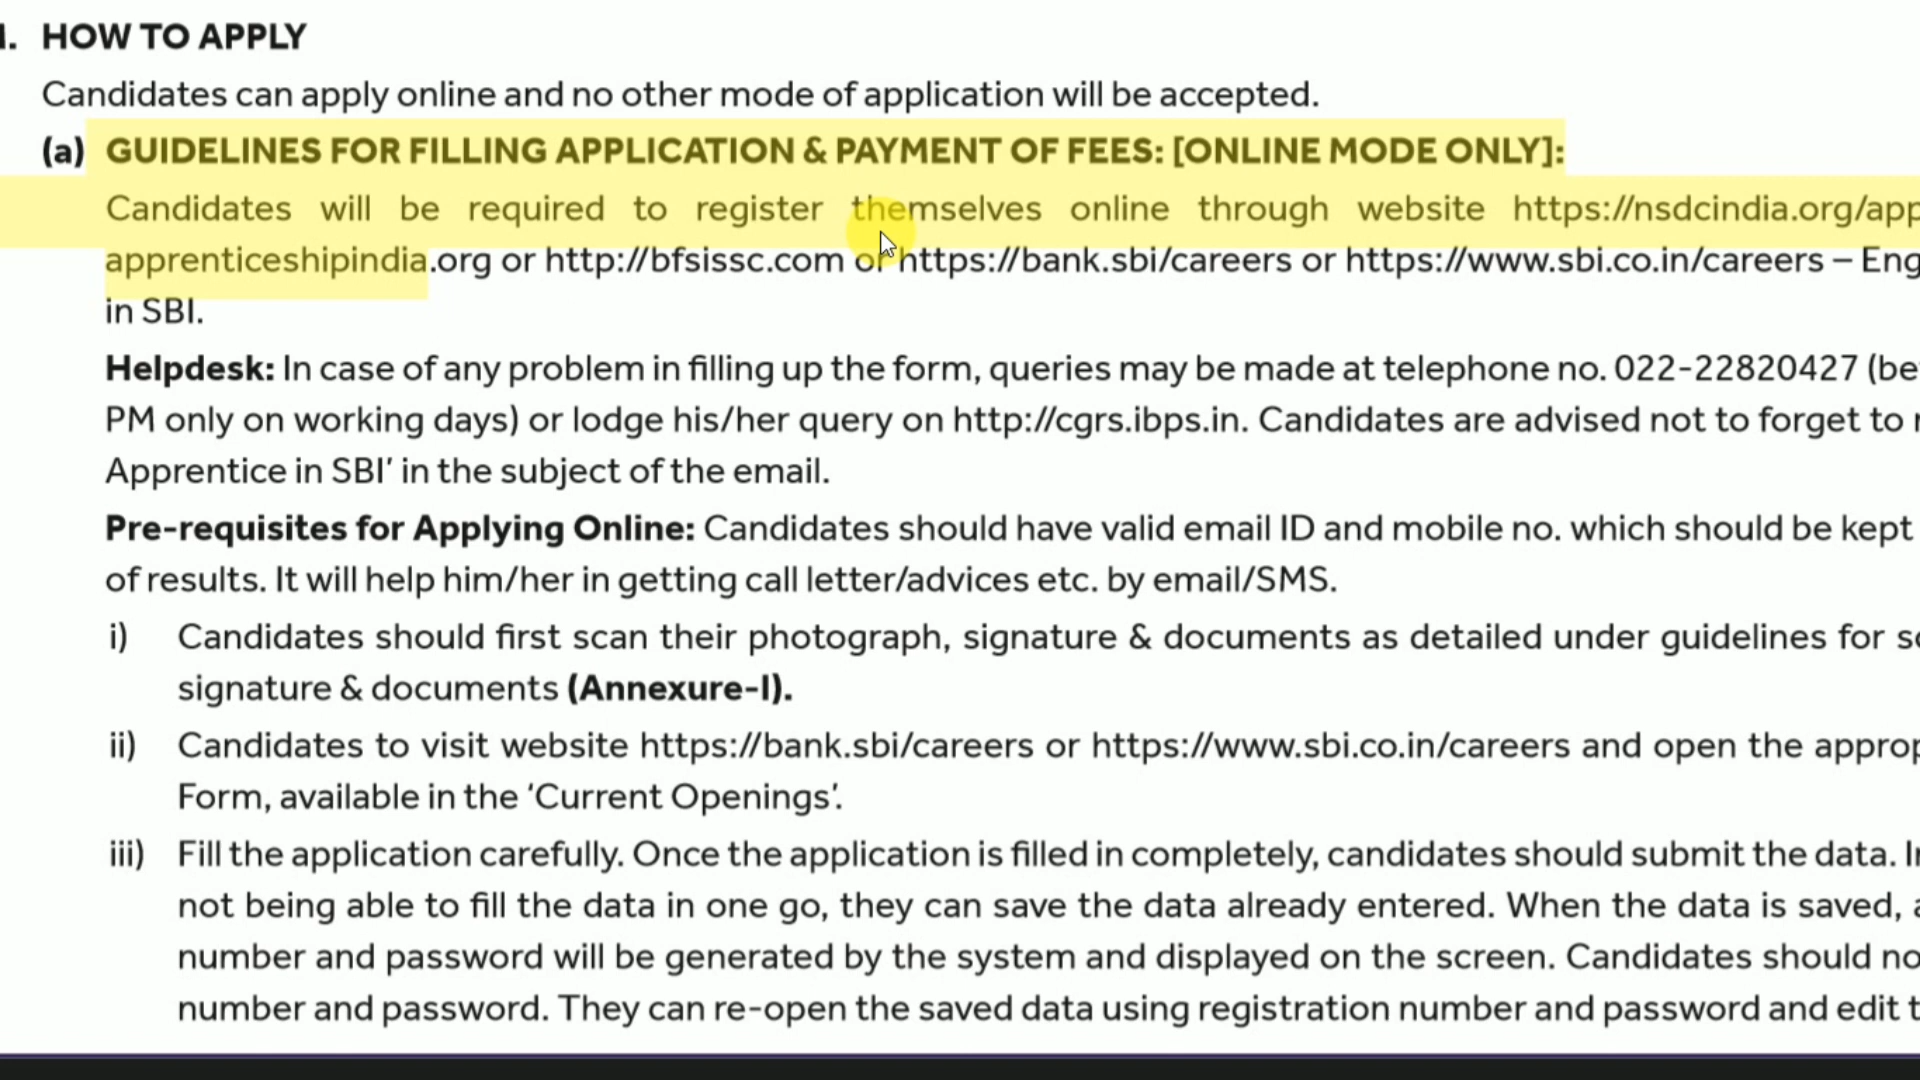 . HOW TO APPLY
Candidates can apply online and no other mode of application will be accepted.
(a) GUIDELINES FOR FILLING APPLICATION & PAYMENT OF FEES: [ONLINE MODE ONLY]:
Candidates will be required to register themselves online through website https://nsdcindia.org/app
apprenticeshipindia.org or http://bfsissc.com or https://bank.sbi/careers or https://www.sbi.co.in/careers – Eng
in SBI.
Helpdesk: In case of any problem in filling up the form, queries may be made at telephone no. 022-22820427 (be
PM only on working days) or lodge his/her query on http://cgrs.ibps.in. Candidates are advised not to forget to
Apprentice in SBI’ in the subject of the email.
Pre-requisites for Applying Online: Candidates should have valid email ID and mobile no. which should be kept
of results. It will help him/her in getting call letter/advices etc. by email/SMS.
i) Candidates should first scan their photograph, signature & documents as detailed under guidelines for
signature & documents (Annexure-I).
ii) Candidates to visit website https://bank.sbi/careers or https://www.sbi.co.in/careers and open the approp
Form, available in the ‘Current Openings’.
iii) Fill the application carefully. Once the application is filled in completely, candidates should submit the data.
not being able to fill the data in one go, they can save the data already entered. When the data is saved,
number and password will be generated by the system and displayed on the screen. Candidates should no
number and password. They can re-open the saved data using registration number and password and edit